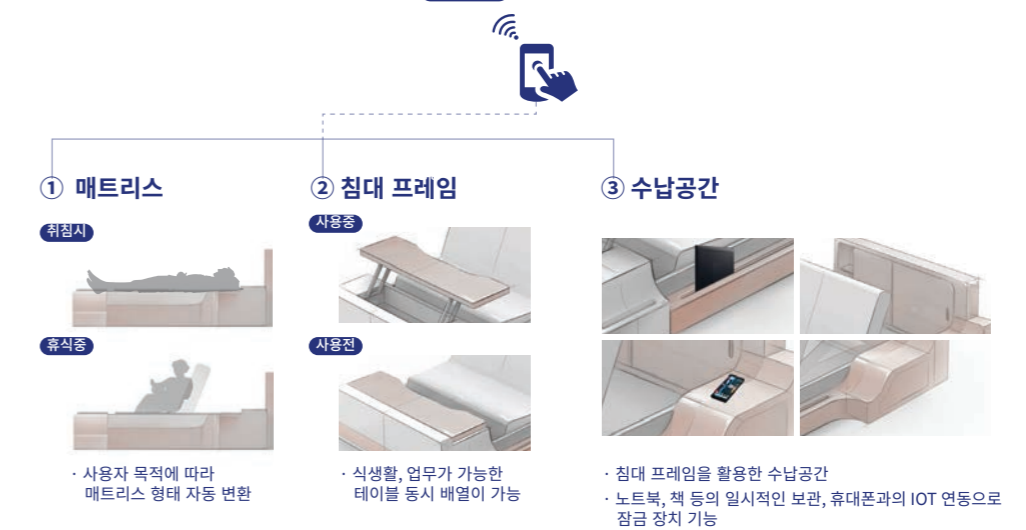 ① 매트리스
취침시
휴식중
· 사용자 목적에 따라
매트리스 형태 자동 변환
② 침대 프레임
사용중
사용전
· 식생활, 업무가 가능한
테이블 동시 배열이 가능
③ 수납공간
· 침대 프레임을 활용한 수납공간
· 노트북, 책 등의 일시적인 보관, 휴대폰과의 IOT 연동으로
잠금 장치 기능